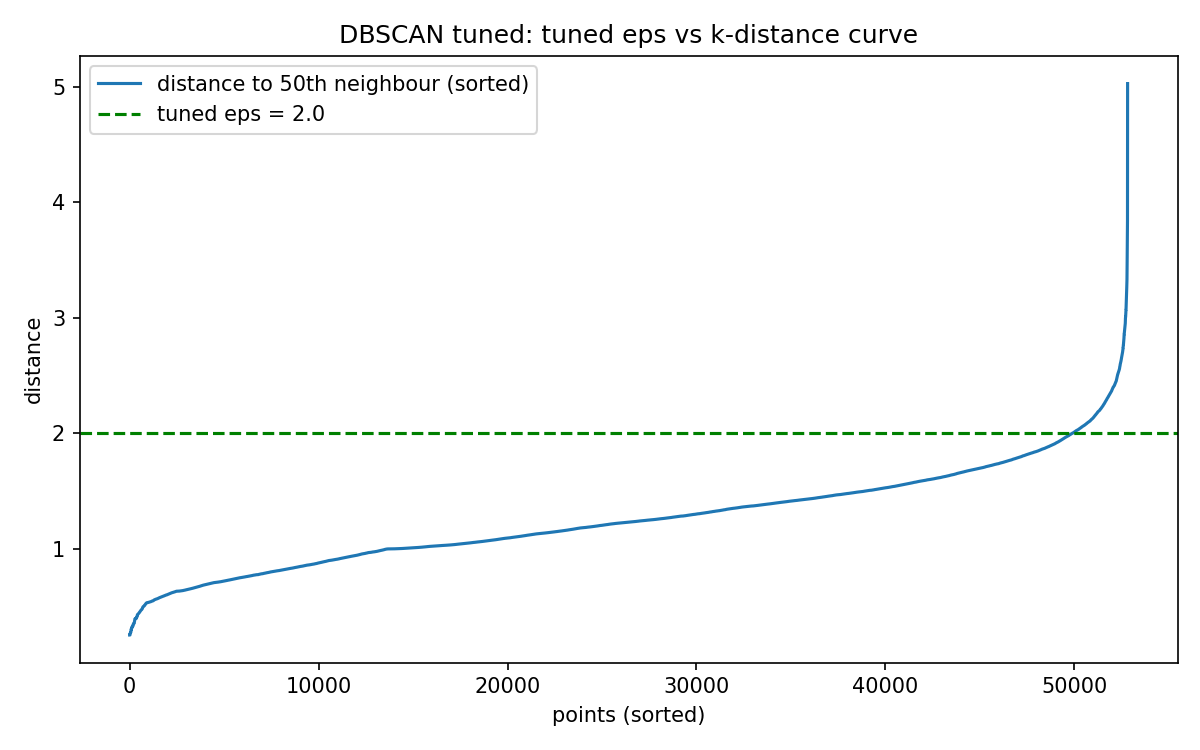 DBSCAN tuned: tuned eps vs k-distance curve
distance to 50th neighbour (sorted)
tuned eps = 2.0
5
4
3
2
1
distance
0 10000 20000 30000 40000 50000
points (sorted)